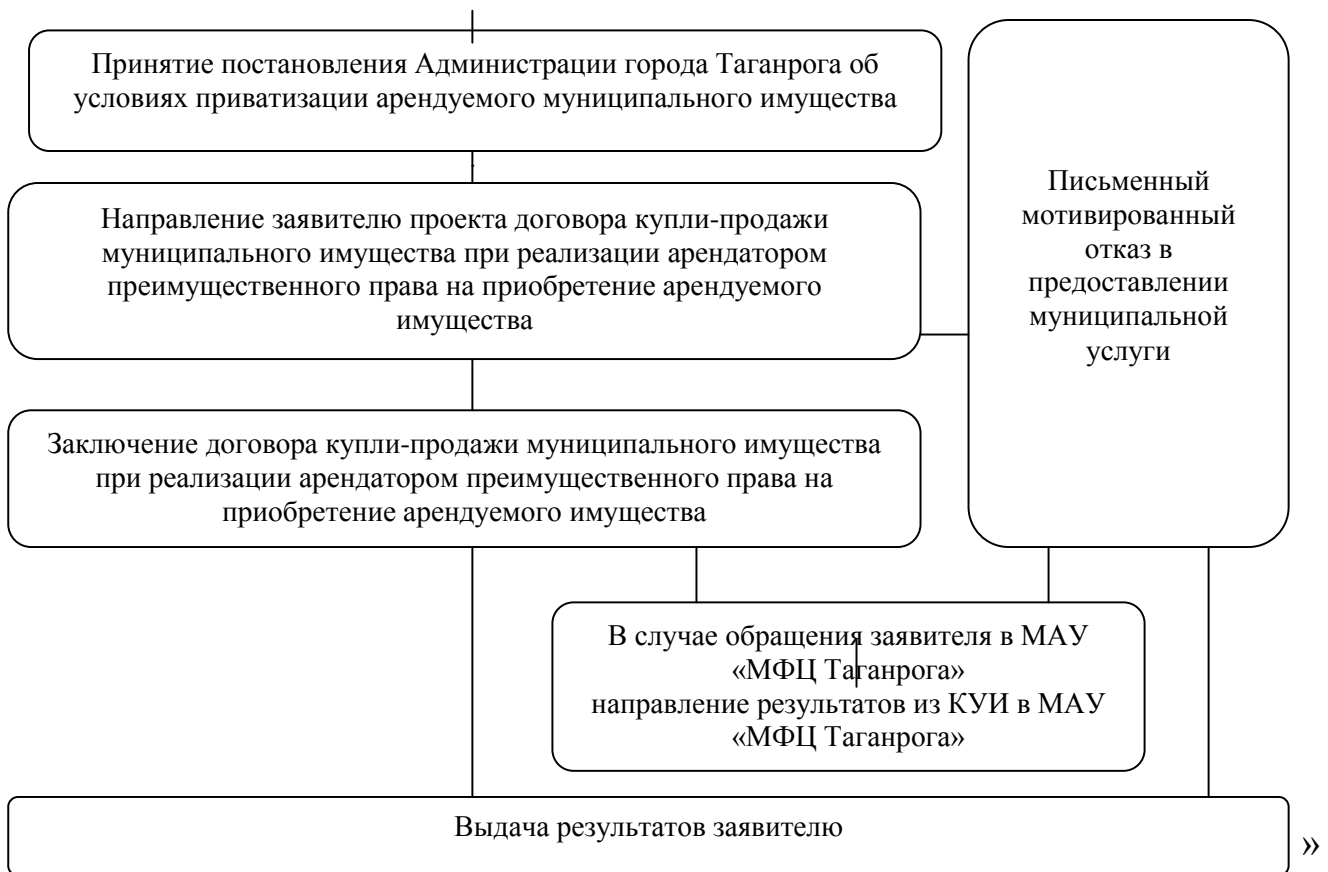 Принятие постановления Администрации города Таганрога об
условиях приватизации арендуемого муниципального имущества
Направление заявителю проекта договора купли-продажи
муниципального имущества при реализации арендатором
преимущественного права на приобретение арендуемого
имущества
Письменный
мотивированный
отказ в
предоставлении
муниципальной
услуги
Заключение договора купли-продажи муниципального имущества
при реализации арендатором преимущественного права на
приобретение арендуемого имущества
В случае обращения заявителя в МАУ
«МФЦ Таганрога»
направление результатов из КУИ в МАУ
«МФЦ Таганрога»
Выдача результатов заявителю
»